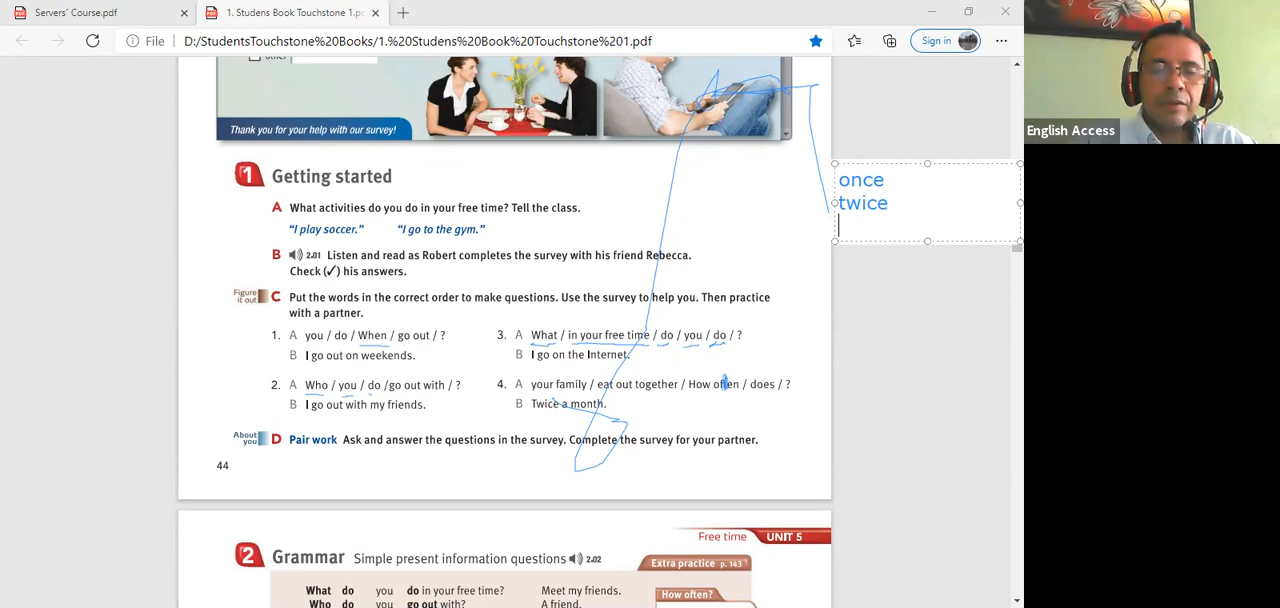 Servers' Course.pdf
1. Studens Book Touchstone 1.pc
File
D:/StudentsTouchstone%20Books/1.%20Studens%20Book%20Touchstone%201.pdf
Sign in
other
Thank you for your help with our survey!
English Access
once
twice
1 Getting started
A What activities do you do in your free time? Tell the class.
"I play soccer." "I go to the gym."
B 2.01 Listen and read as Robert completes the survey with his friend Rebecca.
Check (✓) his answers.
Figure it out
C Put the words in the correct order to make questions. Use the survey to help you. Then practice
with a partner.
1. A you / do / When / go out / ?
B I go out on weekends.
2. A Who / you / do /go out with / ?
B I go out with my friends.
3. A What / in your free time / do / you / do / ?
B I go on the Internet.
4. A your family / eat out together / How often / does / ?
B Twice a month.
About you
D Pair work Ask and answer the questions in the survey. Complete the survey for your partner.
44
Free time UNIT 5
2 Grammar Simple present information questions 2.02
Extra practice p. 143
What do you do in your free time? Meet my friends.
How often?
Who do you go out with? A friend.